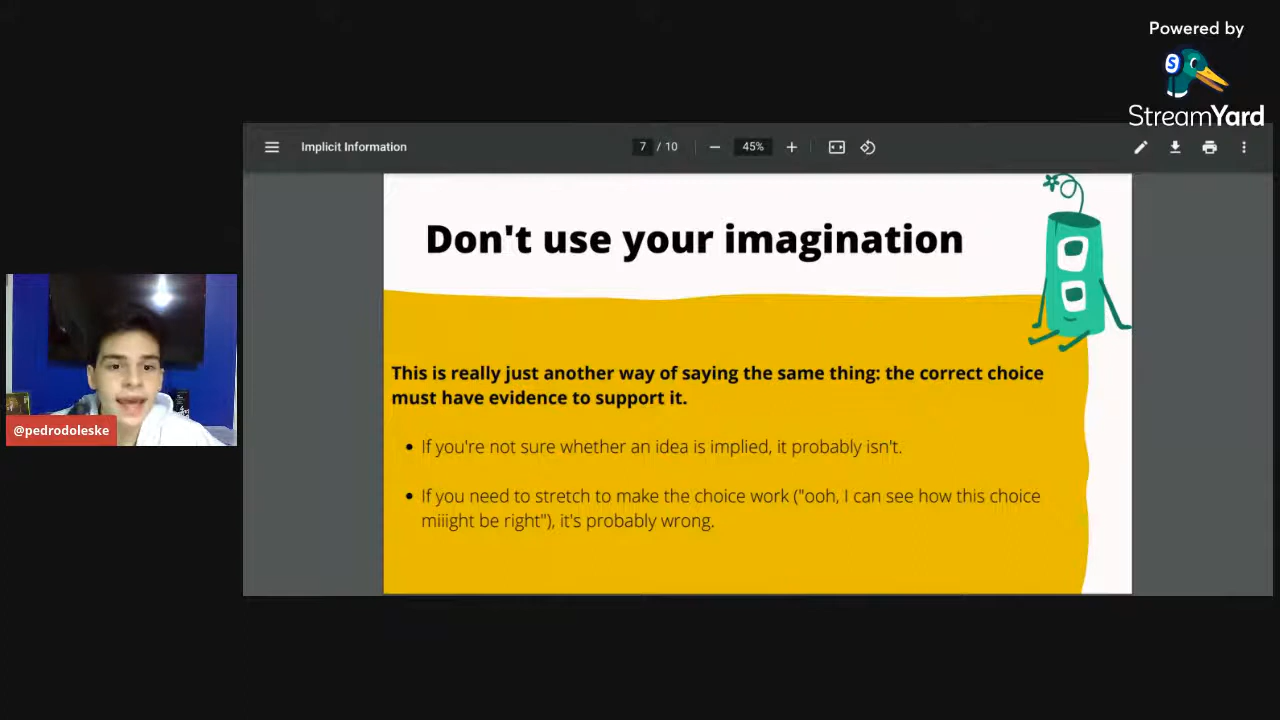 Powered by
S
StreamYard
Implicit Information
7 / 10
45%
Don't use your imagination
This is really just another way of saying the same thing: the correct choice
must have evidence to support it.
• If you're not sure whether an idea is implied, it probably isn't.
• If you need to stretch to make the choice work ("ooh, I can see how this choice
miiight be right"), it's probably wrong.
@pedrodoleske